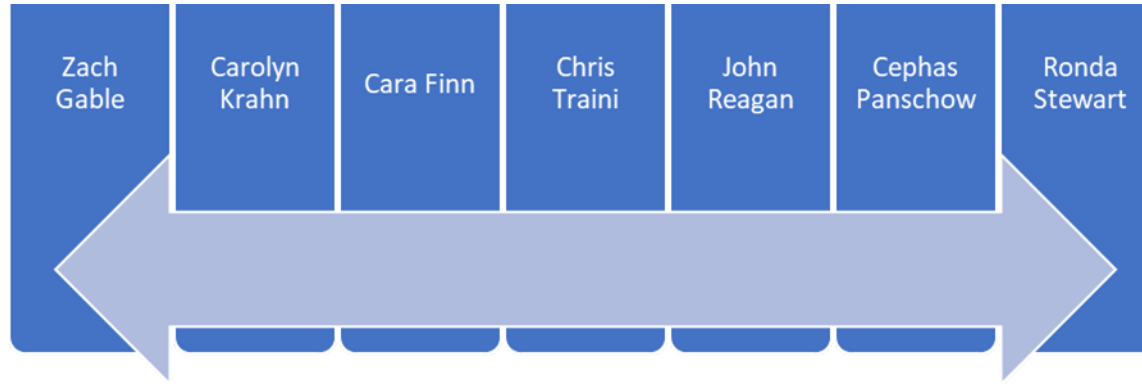 Zach
Gable
Carolyn
Krahn
Cara Finn
Chris
Traini
John
Reagan
Cephas
Panschow
Ronda
Stewart